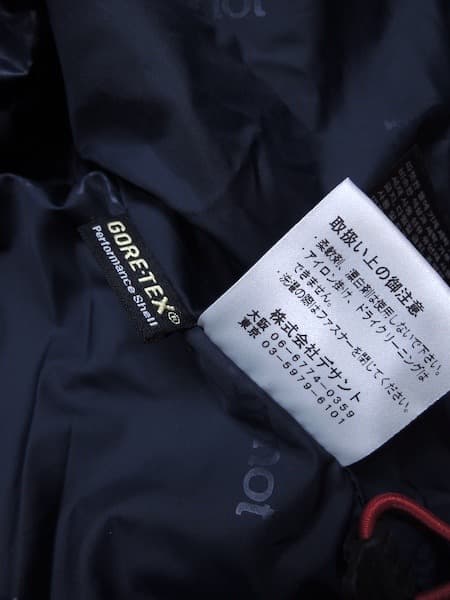 GORE-TEX®
Performance Shell
取扱い上の御注意
・柔軟剤、漂白剤は使用しないで下さい。
・アイロン掛け、ドライクリーニングは
できません。
・洗濯の際はファスナーを閉じてください。
株式会社デサント
大阪 06-6774-0359
東京 03-5979-6101
not